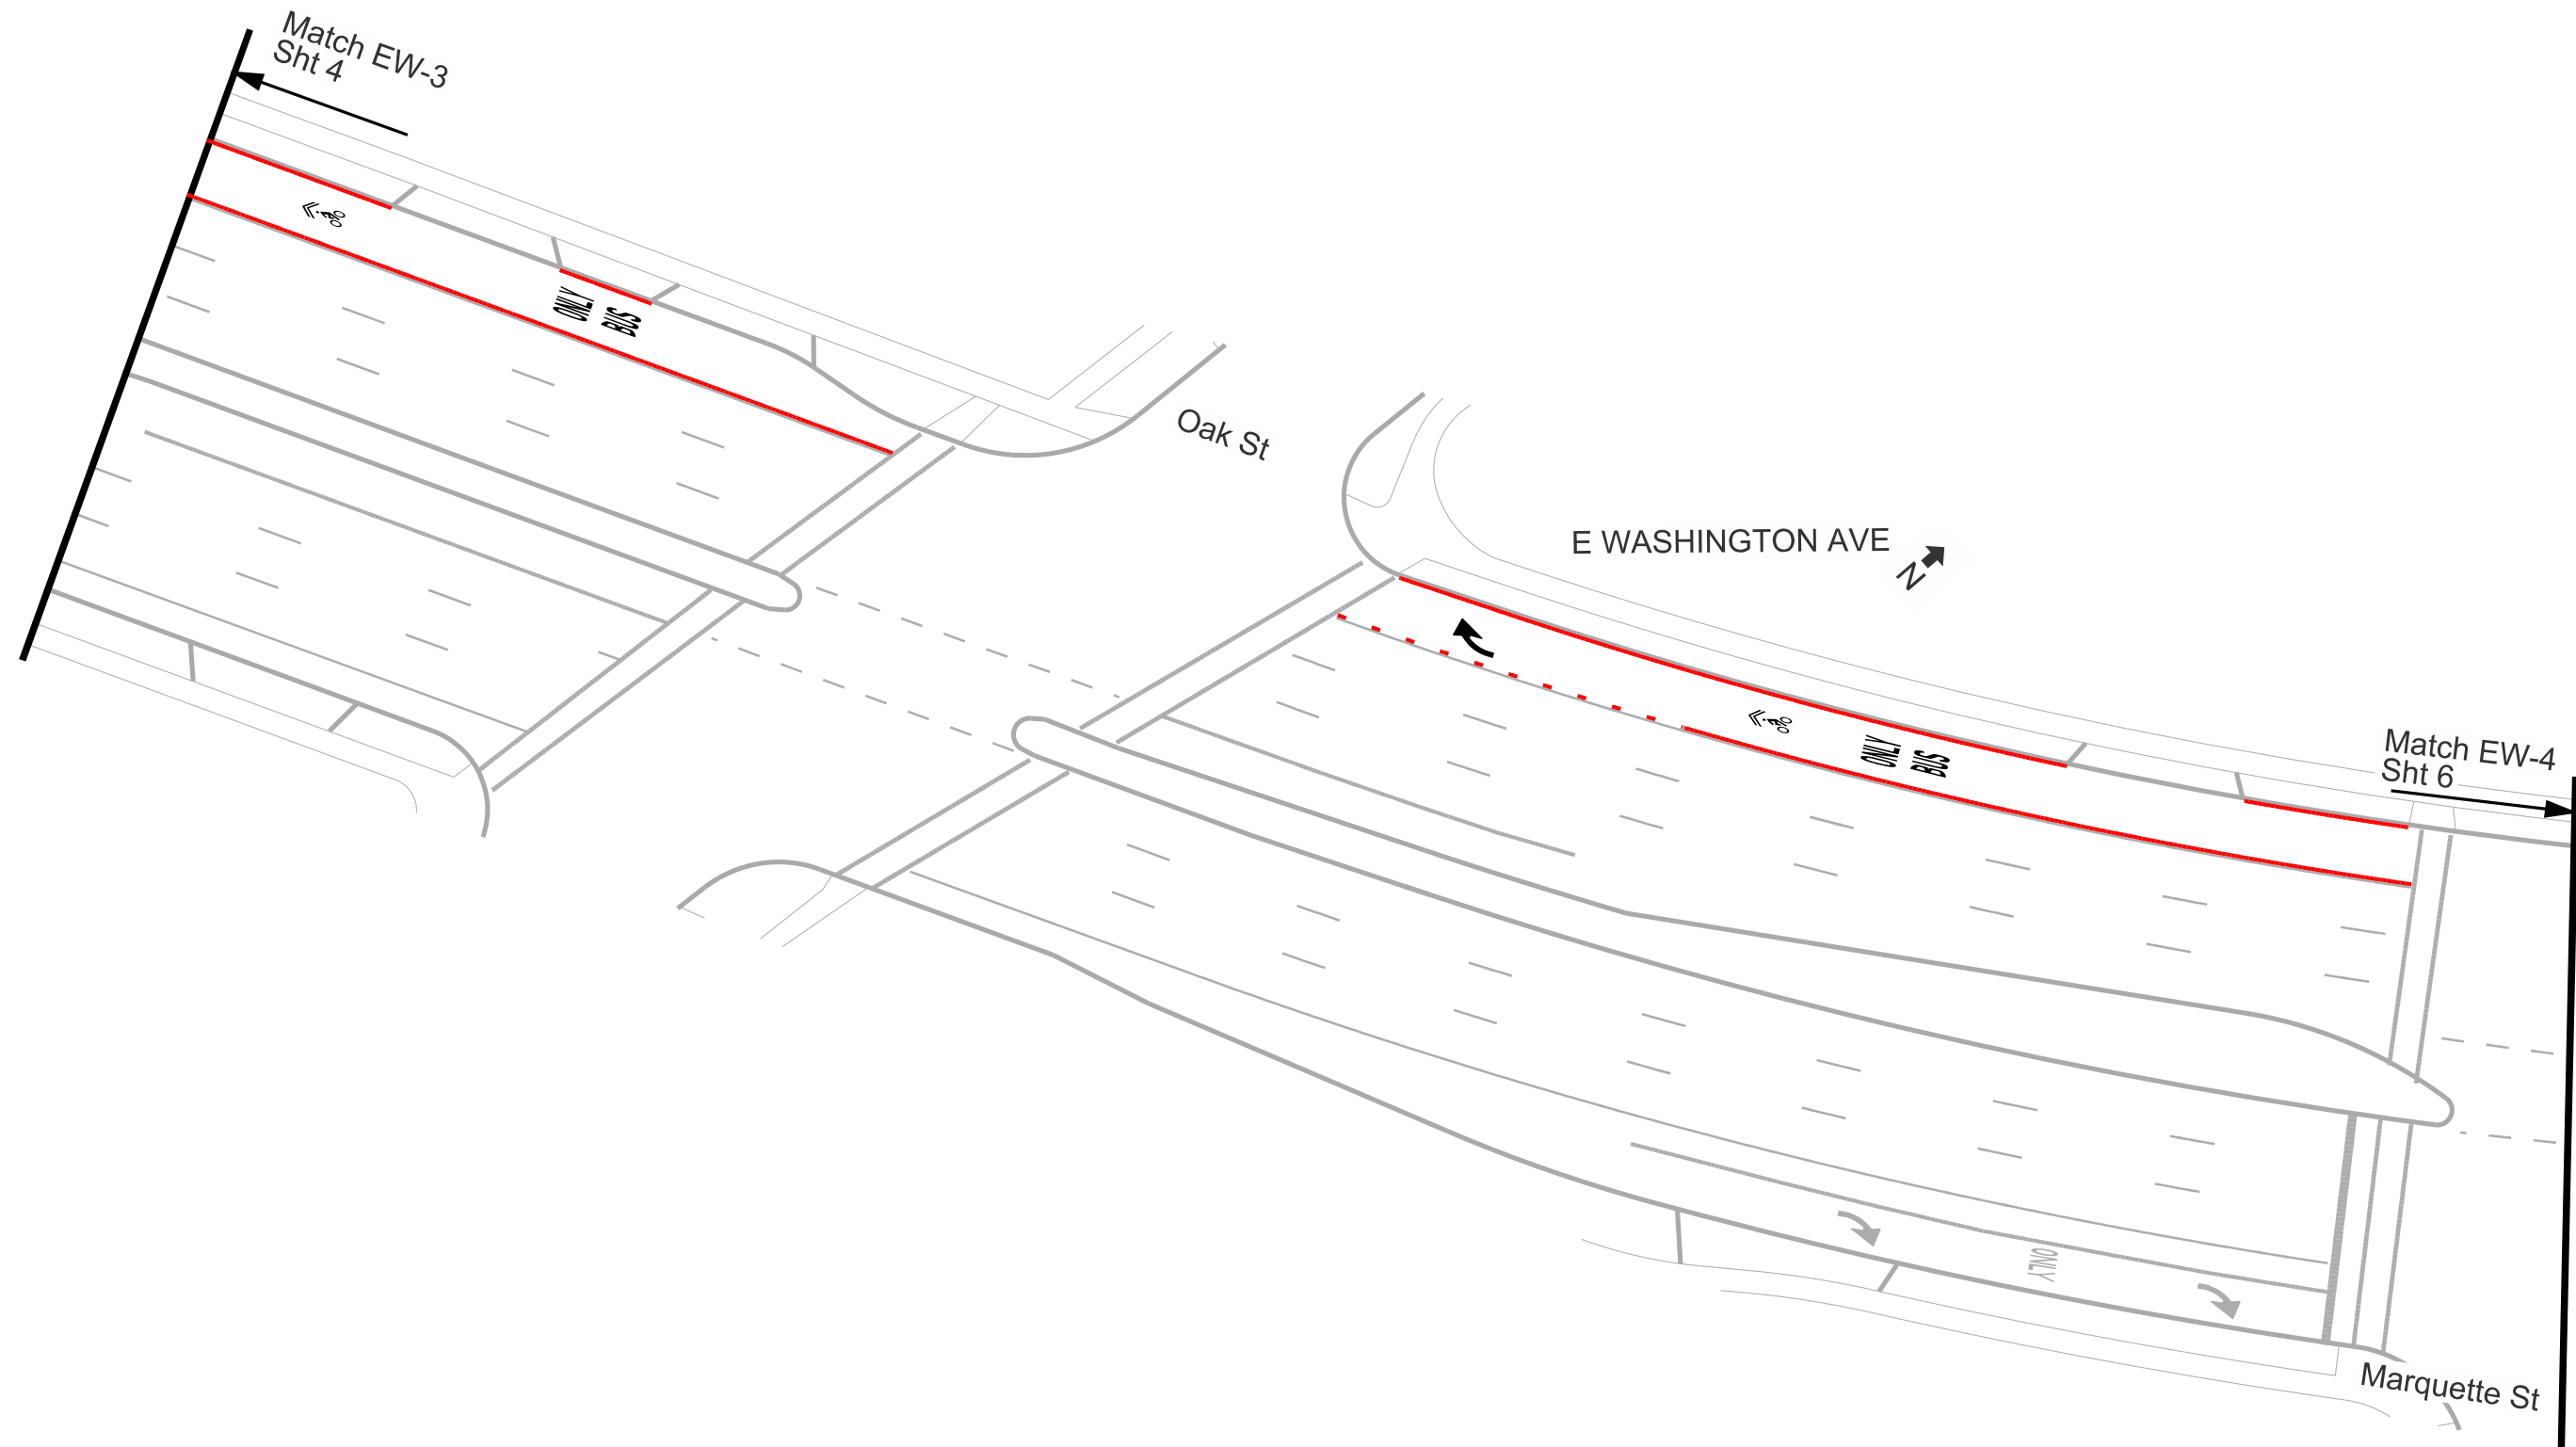 Match EW-3
Sht 4
ONLY
BUS
Oak St
E WASHINGTON AVE
N
ONLY
BUS
Match EW-4
Sht 6
ONLY
Marquette St